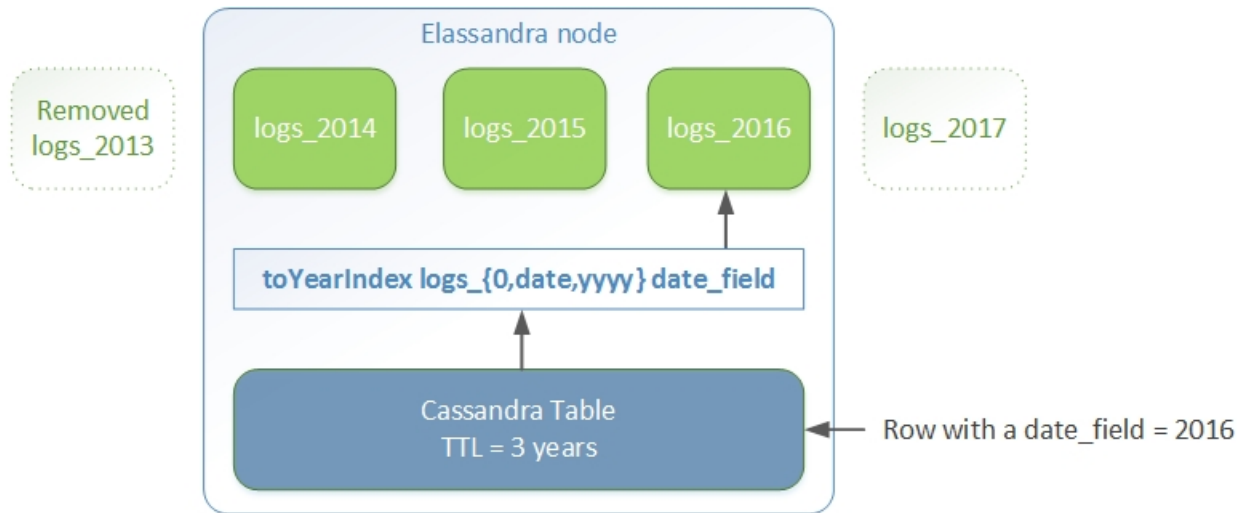 Elassandra node
Removed
logs_2013
logs_2014
logs_2015
logs_2016
logs_2017
toYearIndex logs_{0,date,yyyy} date_field
Cassandra Table
TTL = 3 years
Row with a date_field = 2016